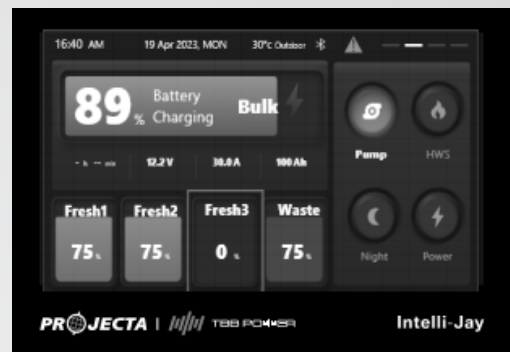 16:40 AM 19 Apr 2023, MON 30°c Outdoor
89% Battery Charging Bulk
- h -- min 12.2 V 30.0 A 100 Ah
Pump HWS
Fresh1 Fresh2 Fresh3 Waste
75% 75% 0 % 75%
Night Power
PROJECTA | TBB POWER Intelli-Jay